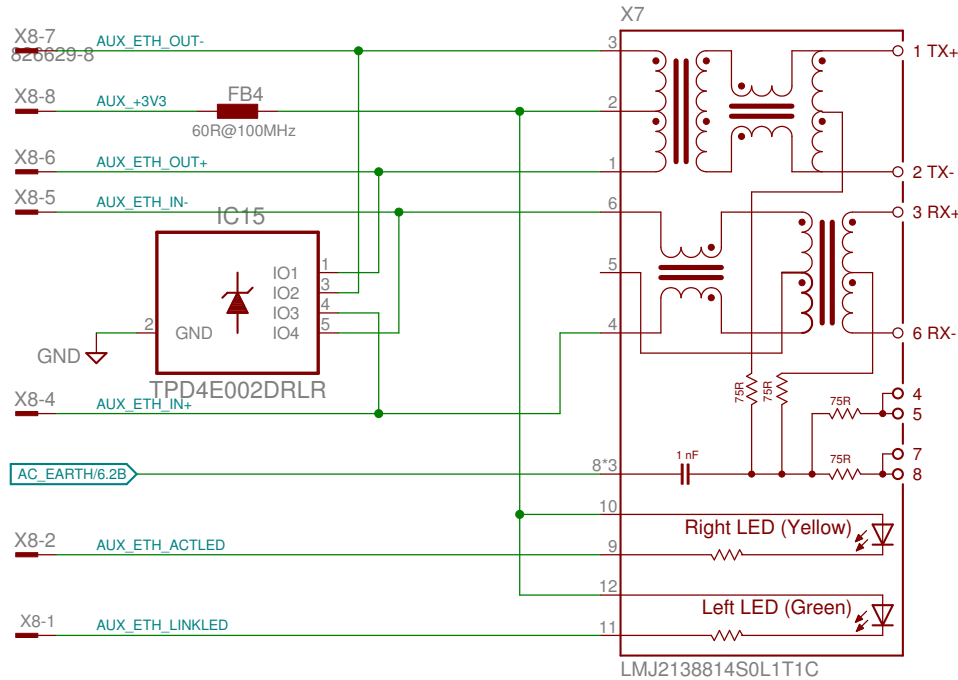 X7
X8-7
826629-8
AUX_ETH_OUT-
3
1 TX+
X8-8
AUX_+3V3
FB4
60R@100MHz
2
X8-6
AUX_ETH_OUT+
1
2 TX-
X8-5
AUX_ETH_IN-
6
3 RX+
IC15
IO1
1
IO2
3
IO3
4
IO4
5
2
GND
GND
5
4
6 RX-
TPD4E002DRLR
X8-4
AUX_ETH_IN+
75R
75R
75R
4
5
AC_EARTH/6.2B
8*3
1 nF
75R
7
8
10
Right LED (Yellow)
X8-2
AUX_ETH_ACTLED
9
12
Left LED (Green)
X8-1
AUX_ETH_LINKLED
11
LMJ2138814S0L1T1C